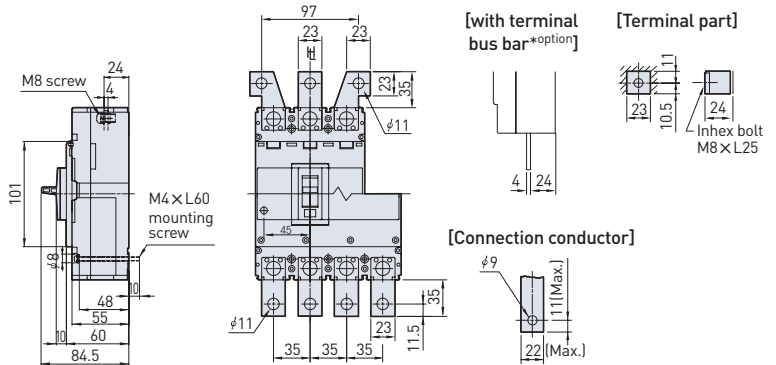 97
23
23
[with terminal
bus bar*option]
[Terminal part]
24
4
M8 screw
23
35
ϕ11
11
10.5
23
24
Inhex bolt
M8×L25
4
24
101
M4×L60
mounting
screw
ϕ8
45
[Connection conductor]
ϕ9
11(Max.)
22(Max.)
10
48
55
10
60
84.5
ϕ11
35
11.5
23
35
35
35